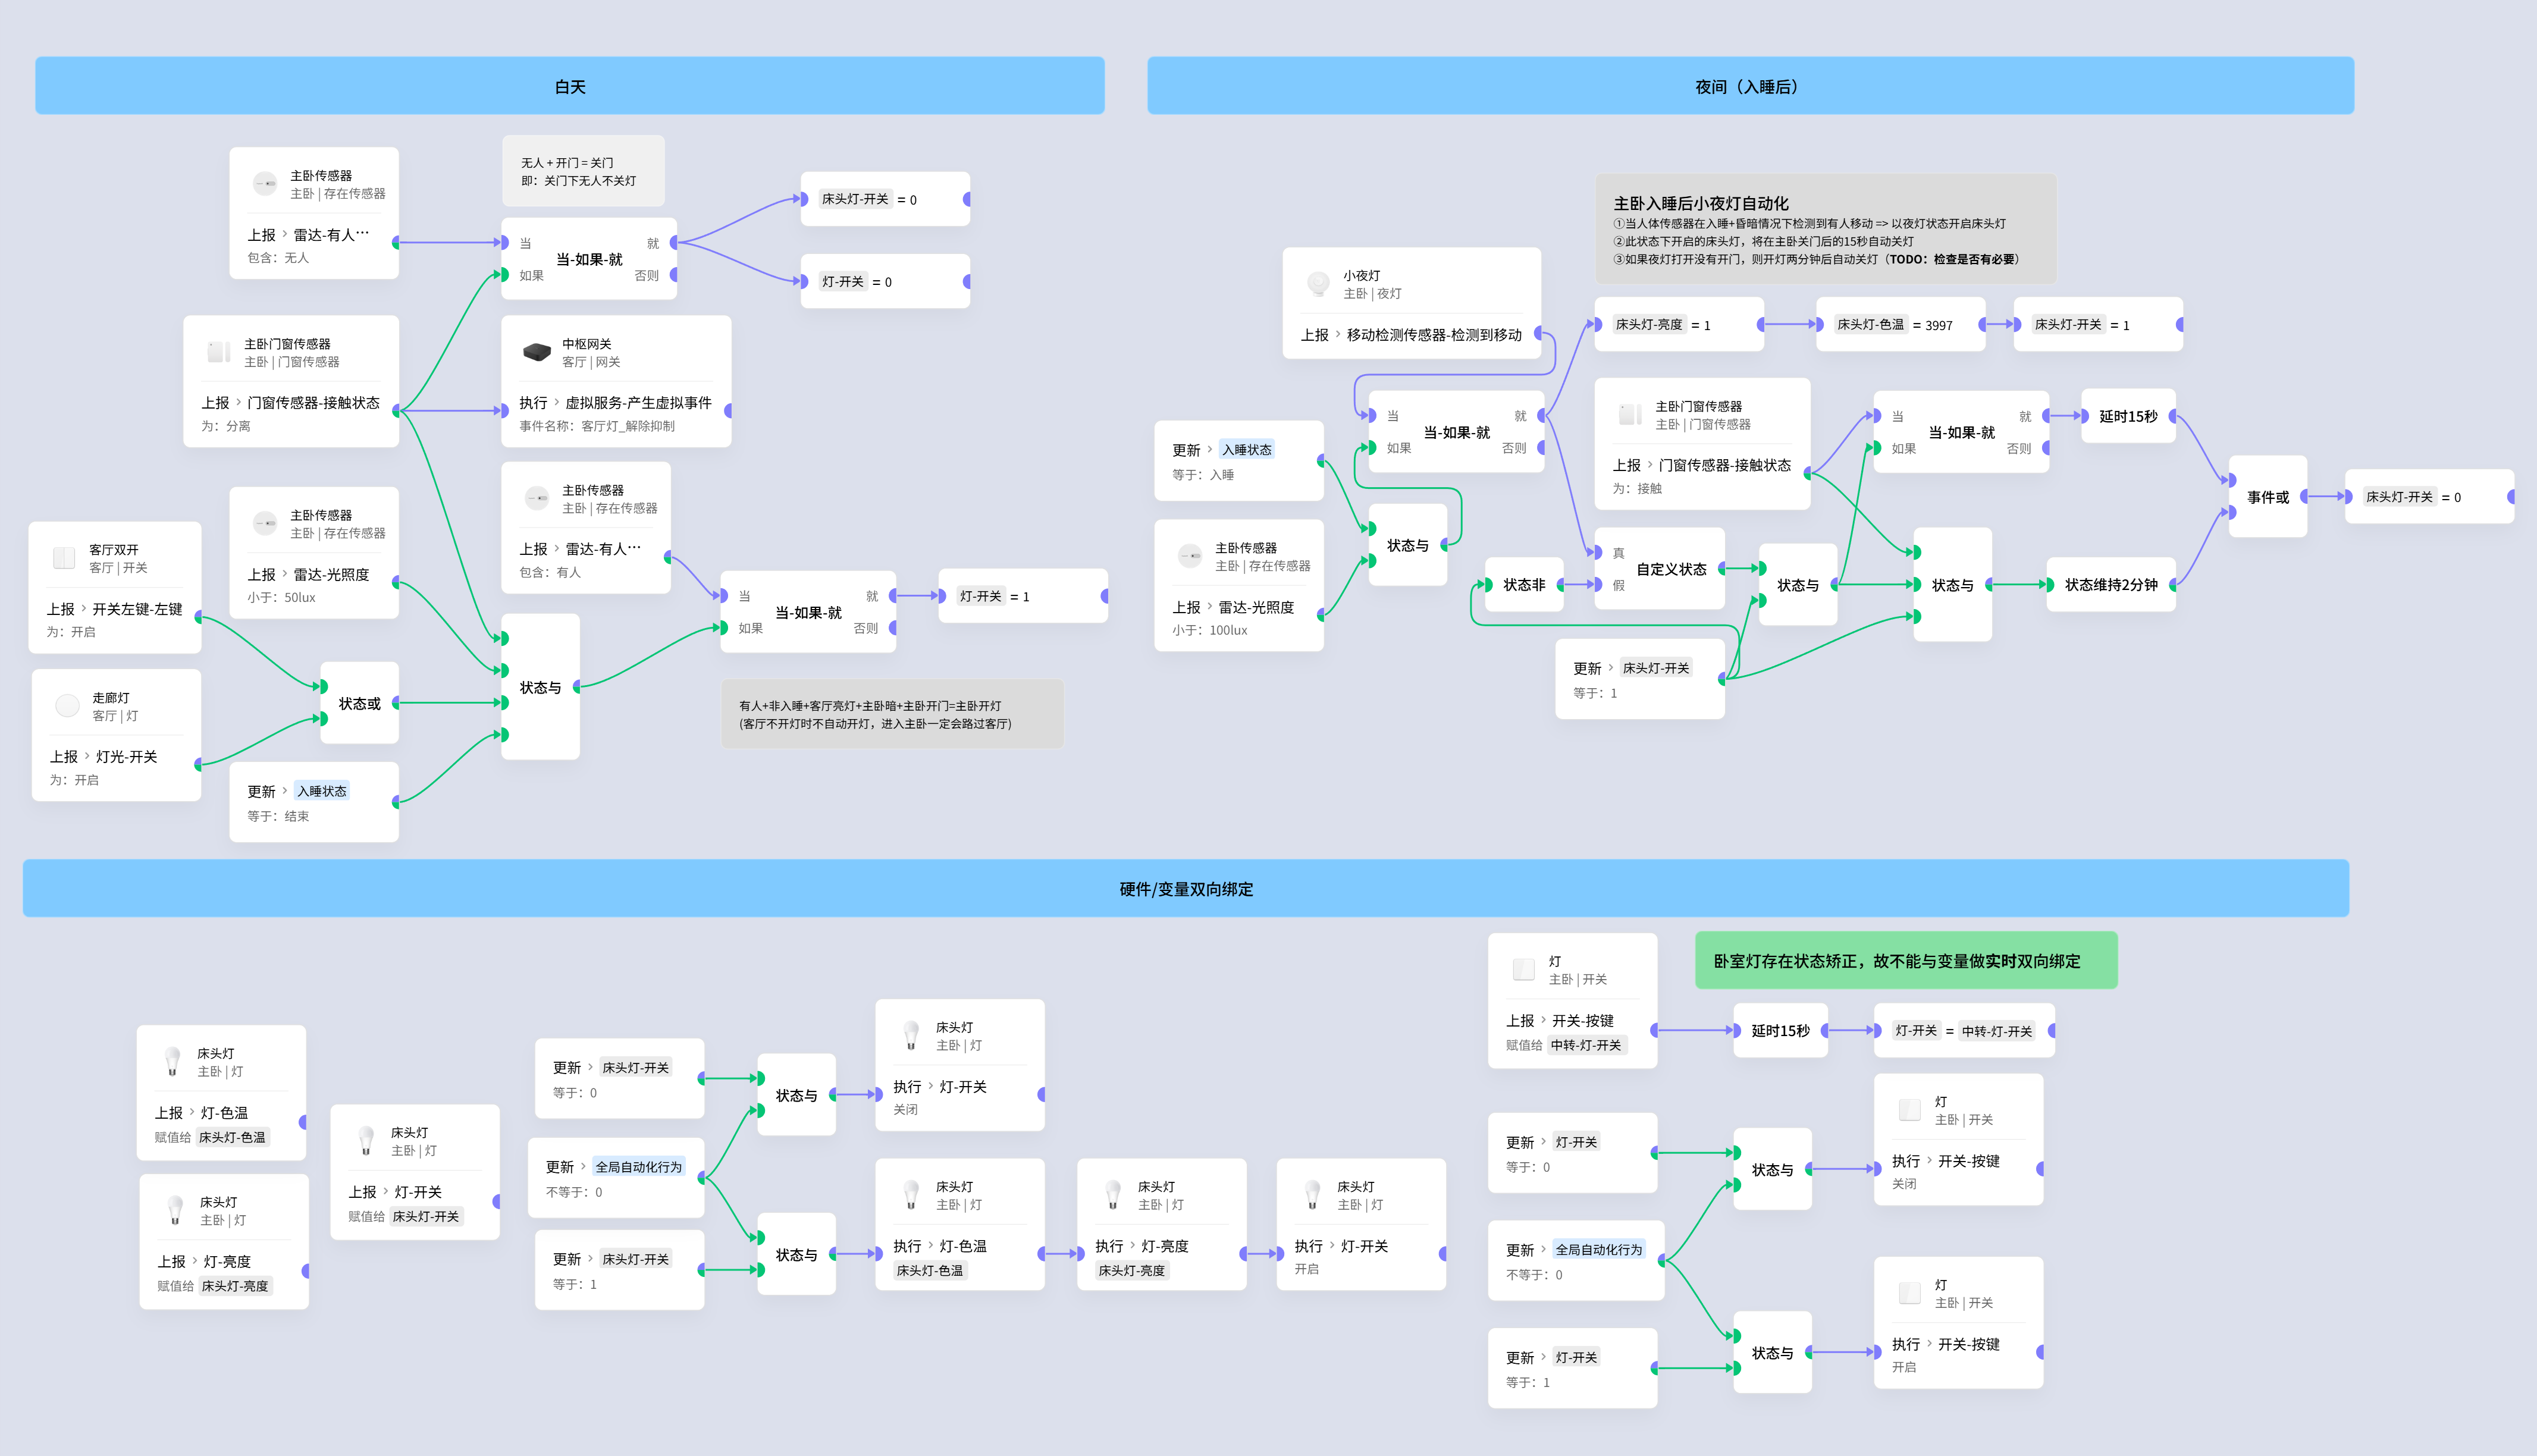 白天
主卧传感器
主卧 | 存在传感器
上报 › 雷达-有人···
包含：无人
无人 + 开门 = 关门
即：关门下无人不关灯
当
如果
当-如果-就
就
否则
床头灯-开关 = 0
灯-开关 = 0
主卧门窗传感器
主卧 | 门窗传感器
上报 › 门窗传感器-接触状态
为：分离
中枢网关
客厅 | 网关
执行 › 虚拟服务-产生虚拟事件
事件名称：客厅灯_解除抑制
主卧传感器
主卧 | 存在传感器
上报 › 雷达-有人···
包含：有人
主卧传感器
主卧 | 存在传感器
上报 › 雷达-光照度
小于：50lux
客厅双开
客厅 | 开关
上报 › 开关左键-左键
为：开启
走廊灯
客厅 | 灯
上报 › 灯光-开关
为：开启
状态或
更新 › 入睡状态
等于：结束
状态与
当
如果
当-如果-就
就
否则
灯-开关 = 1
有人+非入睡+客厅亮灯+主卧暗+主卧开门=主卧开灯
(客厅不开灯时不自动开灯，进入主卧一定会路过客厅)
夜间（入睡后）
主卧入睡后小夜灯自动化
①当人体传感器在入睡+昏暗情况下检测到有人移动 => 以夜灯状态开启床头灯
②此状态下开启的床头灯，将在主卧关门后的15秒自动关灯
③如果夜灯打开没有开门，则开灯两分钟后自动关灯（TODO：检查是否有必要）
小夜灯
主卧 | 夜灯
上报 › 移动检测传感器-检测到移动
床头灯-亮度 = 1
床头灯-色温 = 3997
床头灯-开关 = 1
当
如果
当-如果-就
就
否则
更新 › 入睡状态
等于：入睡
主卧传感器
主卧 | 存在传感器
上报 › 雷达-光照度
小于：100lux
状态与
主卧门窗传感器
主卧 | 门窗传感器
上报 › 门窗传感器-接触状态
为：接触
当
如果
当-如果-就
就
否则
延时15秒
事件或
床头灯-开关 = 0
状态非
真
假
自定义状态
状态与
状态与
状态维持2分钟
更新 › 床头灯-开关
等于：1
硬件/变量双向绑定
床头灯
主卧 | 灯
上报 › 灯-色温
赋值给 床头灯-色温
床头灯
主卧 | 灯
上报 › 灯-亮度
赋值给 床头灯-亮度
床头灯
主卧 | 灯
上报 › 灯-开关
赋值给 床头灯-开关
更新 › 床头灯-开关
等于：0
更新 › 全局自动化行为
不等于：0
更新 › 床头灯-开关
等于：1
状态与
状态与
床头灯
主卧 | 灯
执行 › 灯-开关
关闭
床头灯
主卧 | 灯
执行 › 灯-色温
床头灯-色温
床头灯
主卧 | 灯
执行 › 灯-亮度
床头灯-亮度
床头灯
主卧 | 灯
执行 › 灯-开关
开启
灯
主卧 | 开关
上报 › 开关-按键
赋值给 中转-灯-开关
卧室灯存在状态矫正，故不能与变量做实时双向绑定
延时15秒
灯-开关 = 中转-灯-开关
更新 › 灯-开关
等于：0
更新 › 全局自动化行为
不等于：0
更新 › 灯-开关
等于：1
状态与
状态与
灯
主卧 | 开关
执行 › 开关-按键
关闭
灯
主卧 | 开关
执行 › 开关-按键
开启